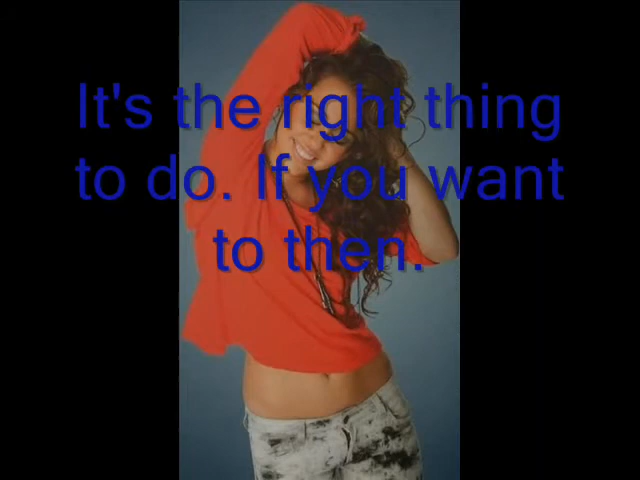 It's the right thing
to do. If you want
to then.